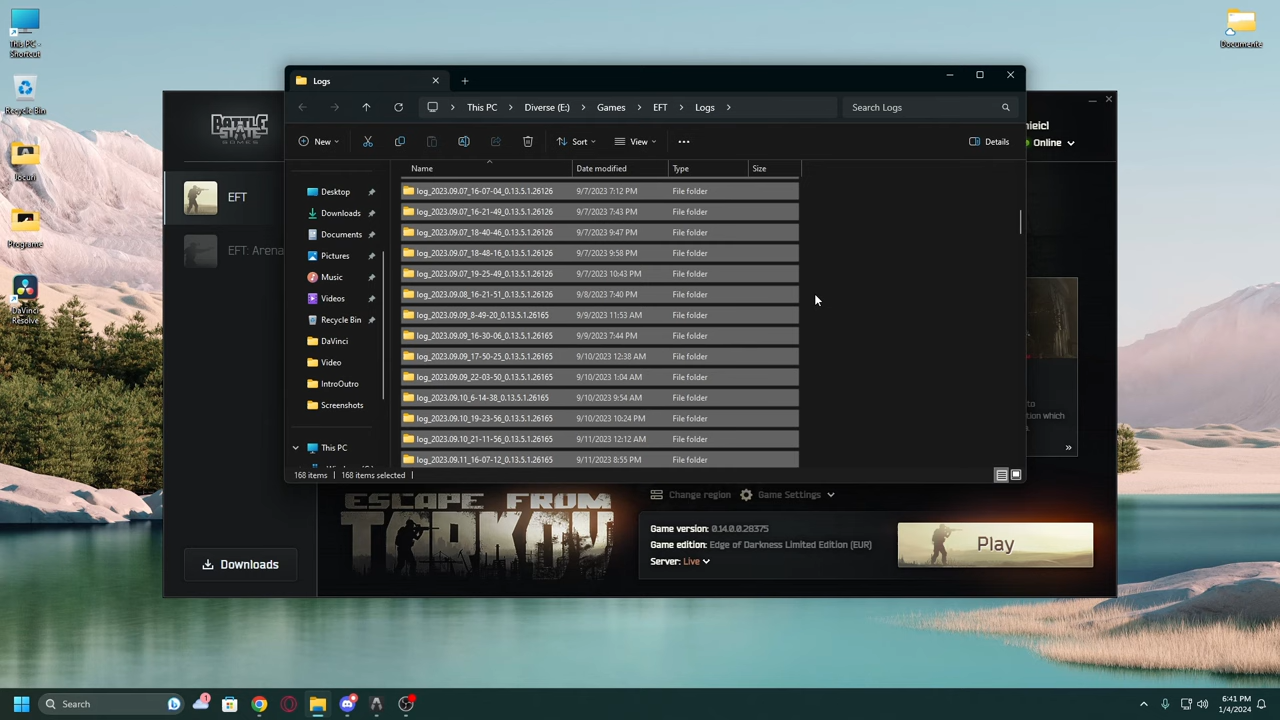 This PC -
Shortcut
Recycle Bin
Jocuri
Programe
DaVinci
Resolve
Documente
Logs
This PC
Diverse (E:)
Games
EFT
Logs
Search Logs
New
Sort
View
Details
Name
Date modified
Type
Size
Desktop
Downloads
Documents
Pictures
Music
Videos
Recycle Bin
DaVinci
Video
IntroOutro
Screenshots
This PC
log_2023.09.07_16-07-04_0.13.5.1.26126 9/7/2023 7:12 PM File folder
log_2023.09.07_16-21-49_0.13.5.1.26126 9/7/2023 7:43 PM File folder
log_2023.09.07_18-40-46_0.13.5.1.26126 9/7/2023 9:47 PM File folder
log_2023.09.07_18-48-16_0.13.5.1.26126 9/7/2023 9:58 PM File folder
log_2023.09.07_19-25-49_0.13.5.1.26126 9/7/2023 10:43 PM File folder
log_2023.09.08_16-21-51_0.13.5.1.26126 9/8/2023 7:40 PM File folder
log_2023.09.09_8-49-20_0.13.5.1.26165 9/9/2023 11:53 AM File folder
log_2023.09.09_16-30-06_0.13.5.1.26165 9/9/2023 7:44 PM File folder
log_2023.09.09_17-50-25_0.13.5.1.26165 9/10/2023 12:38 AM File folder
log_2023.09.09_22-03-50_0.13.5.1.26165 9/10/2023 1:04 AM File folder
log_2023.09.10_6-14-38_0.13.5.1.26165 9/10/2023 9:54 AM File folder
log_2023.09.10_19-23-56_0.13.5.1.26165 9/10/2023 10:24 PM File folder
log_2023.09.10_21-11-56_0.13.5.1.26165 9/11/2023 12:12 AM File folder
log_2023.09.11_16-07-12_0.13.5.1.26165 9/11/2023 8:55 PM File folder
168 items
168 items selected
BATTLE
STATE
GAMES
EFT
EFT: Arena
Downloads
Online
ESCAPE FROM
TARKOV
Change region
Game Settings
Game version: 0.14.0.0.28375
Game edition: Edge of Darkness Limited Edition (EUR)
Server: Live
Play
Search
1
6:41 PM
1/4/2024